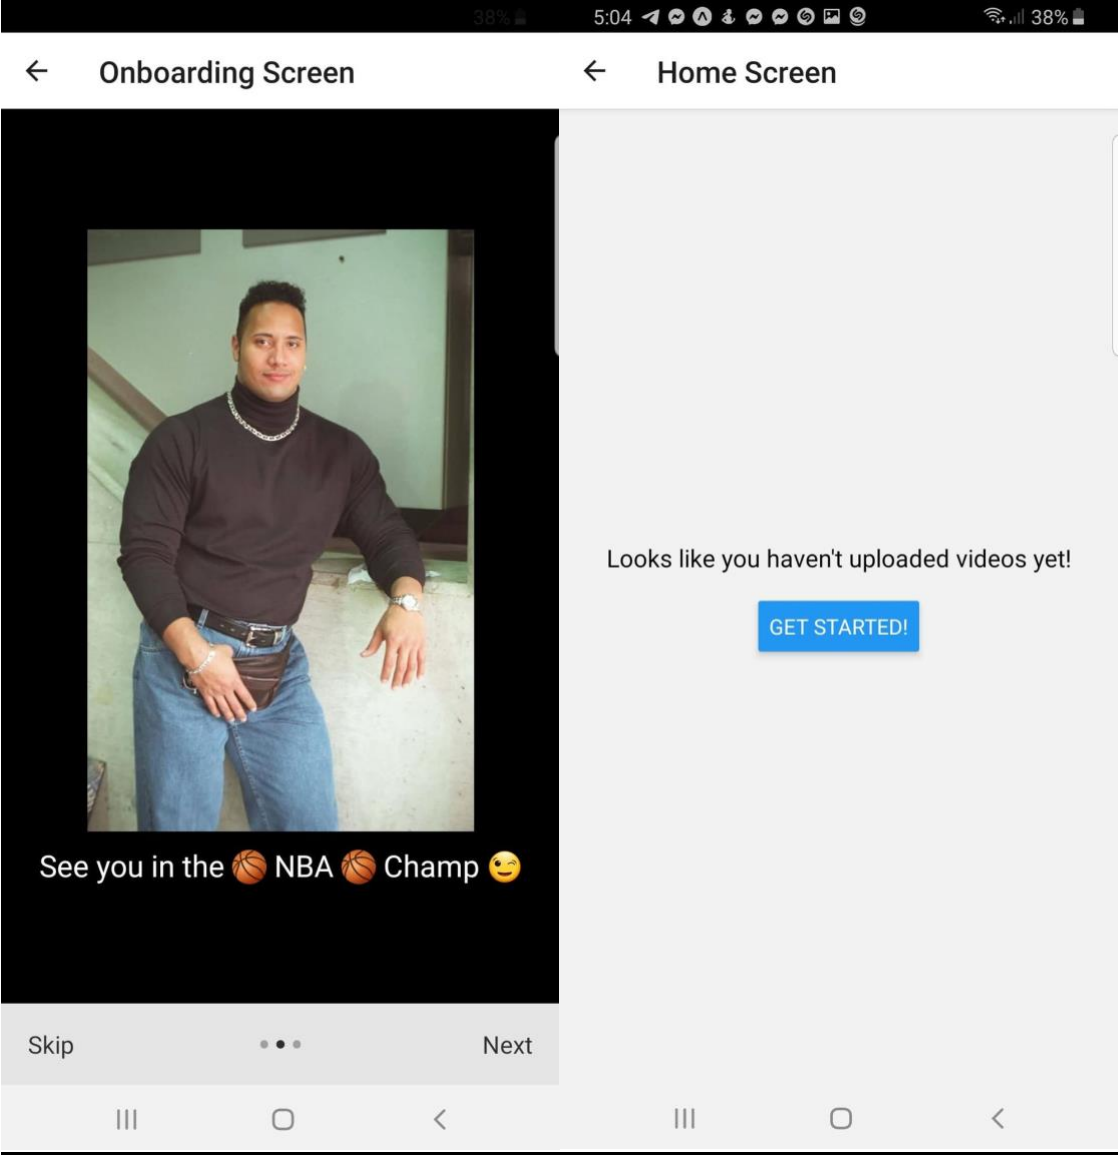 38%
Onboarding Screen
See you in the 🏀 NBA 🏀 Champ 😉
Skip
Next
5:04
38%
Home Screen
Looks like you haven't uploaded videos yet!
GET STARTED!